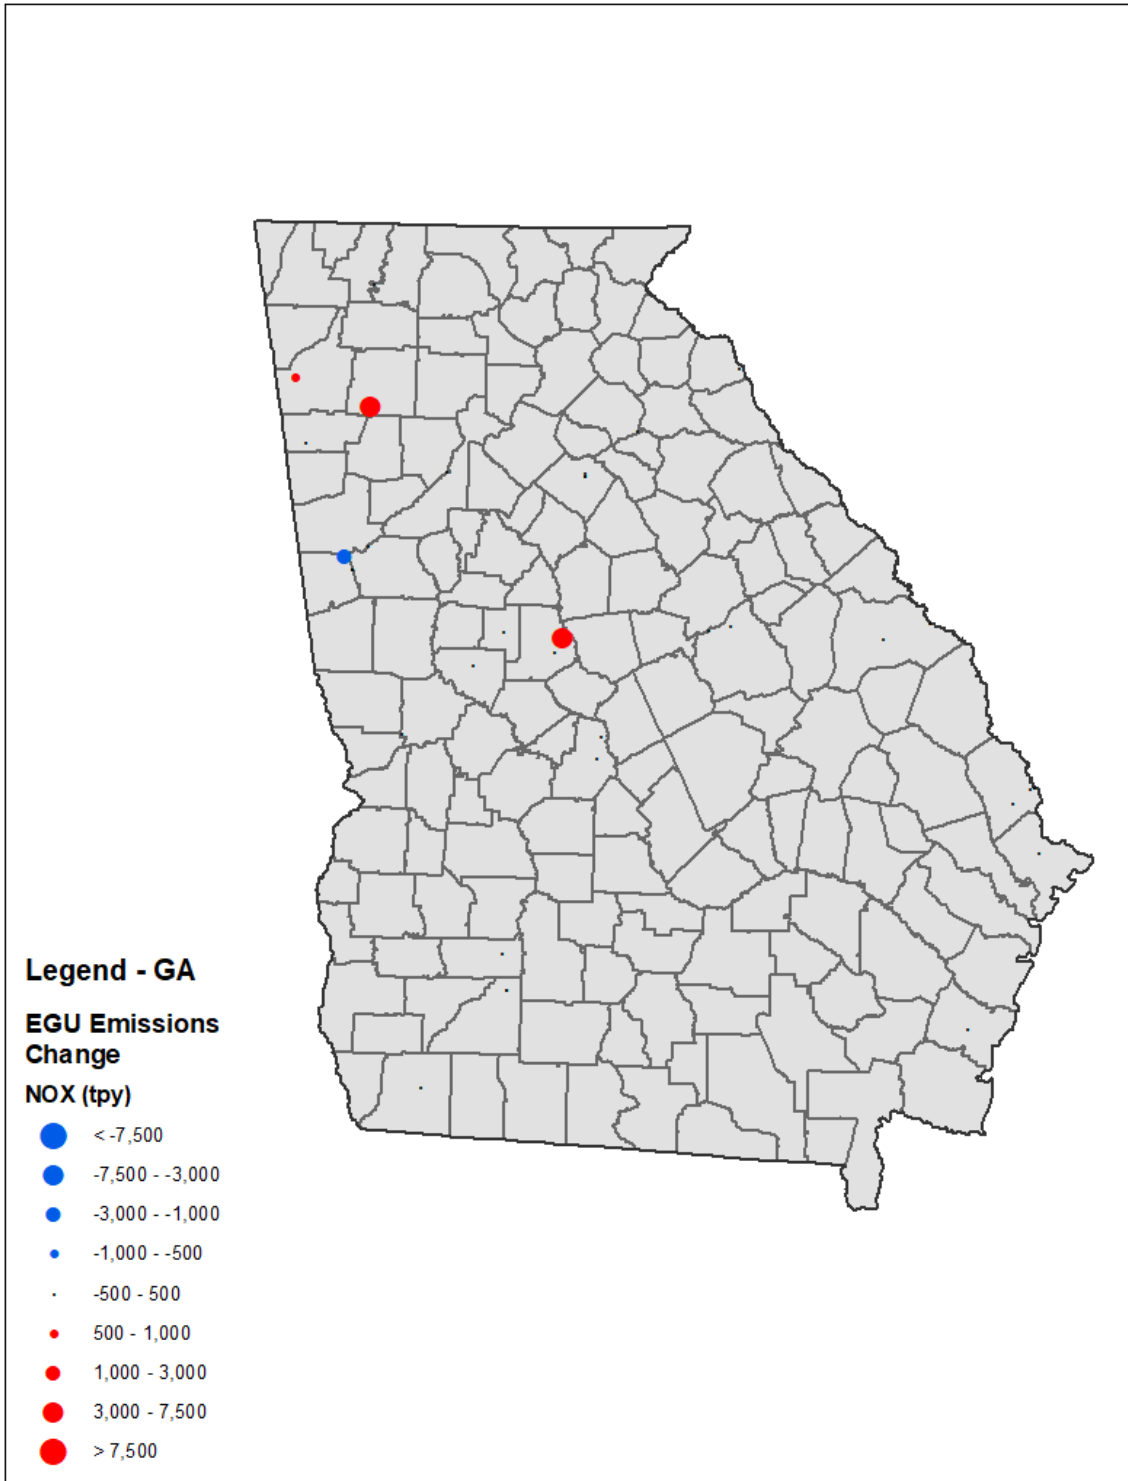 Legend - GA
EGU Emissions
Change
NOX (tpy)
< -7,500
-7,500 - -3,000
-3,000 - -1,000
-1,000 - -500
-500 - 500
500 - 1,000
1,000 - 3,000
3,000 - 7,500
> 7,500